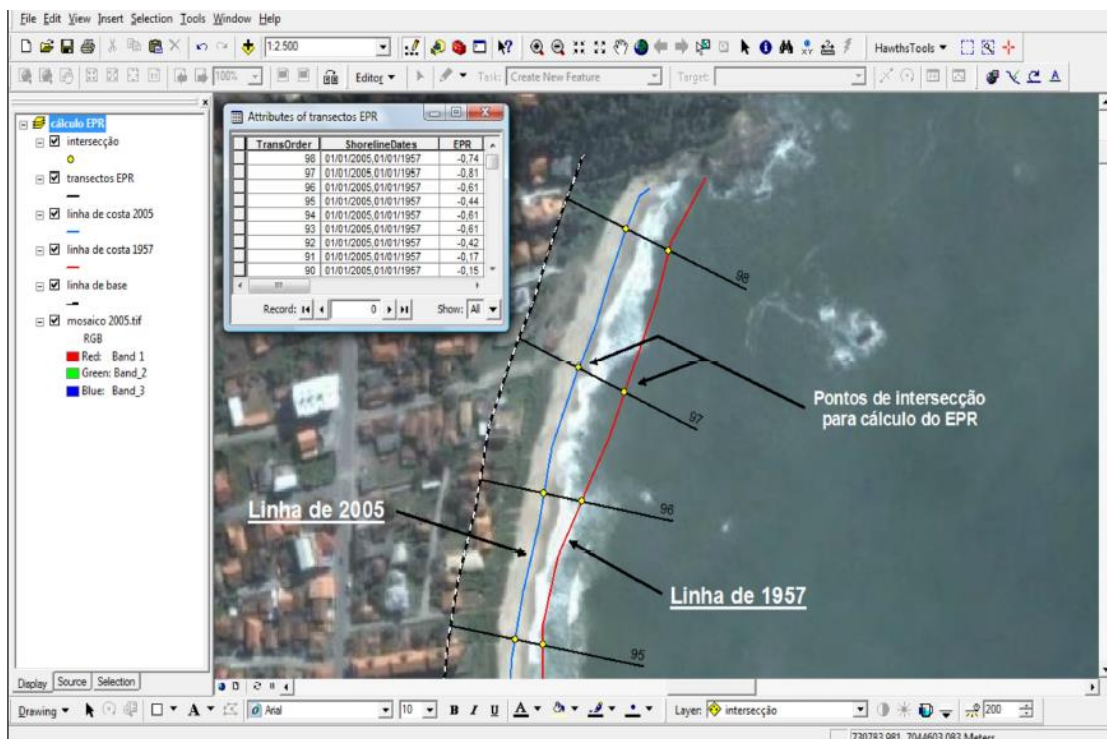 File Edit View Insert Selection Tools Window Help
1:2.500
HawthsTools
100% Editor Task: Create New Feature Target:
cálculo EPR
intersecção
transectos EPR
linha de costa 2005
linha de costa 1957
linha de base
mosaico 2005.tif
RGB
Red: Band_1
Green: Band_2
Blue: Band_3
Attributes of transectos EPR
TransOrder ShorelineDates EPR
98 01/01/2005,01/01/1957 -0,74
97 01/01/2005,01/01/1957 -0,81
96 01/01/2005,01/01/1957 -0,61
95 01/01/2005,01/01/1957 -0,44
94 01/01/2005,01/01/1957 -0,61
93 01/01/2005,01/01/1957 -0,61
92 01/01/2005,01/01/1957 -0,42
91 01/01/2005,01/01/1957 -0,17
90 01/01/2005,01/01/1957 -0,15
Record: 0 Show: All
98
97
Pontos de intersecção
para cálculo do EPR
96
Linha de 2005
Linha de 1957
95
Display Source Selection
Drawing A Arial 10 B I U A Layer: intersecção 200
730783,981 7044603,083 Meters